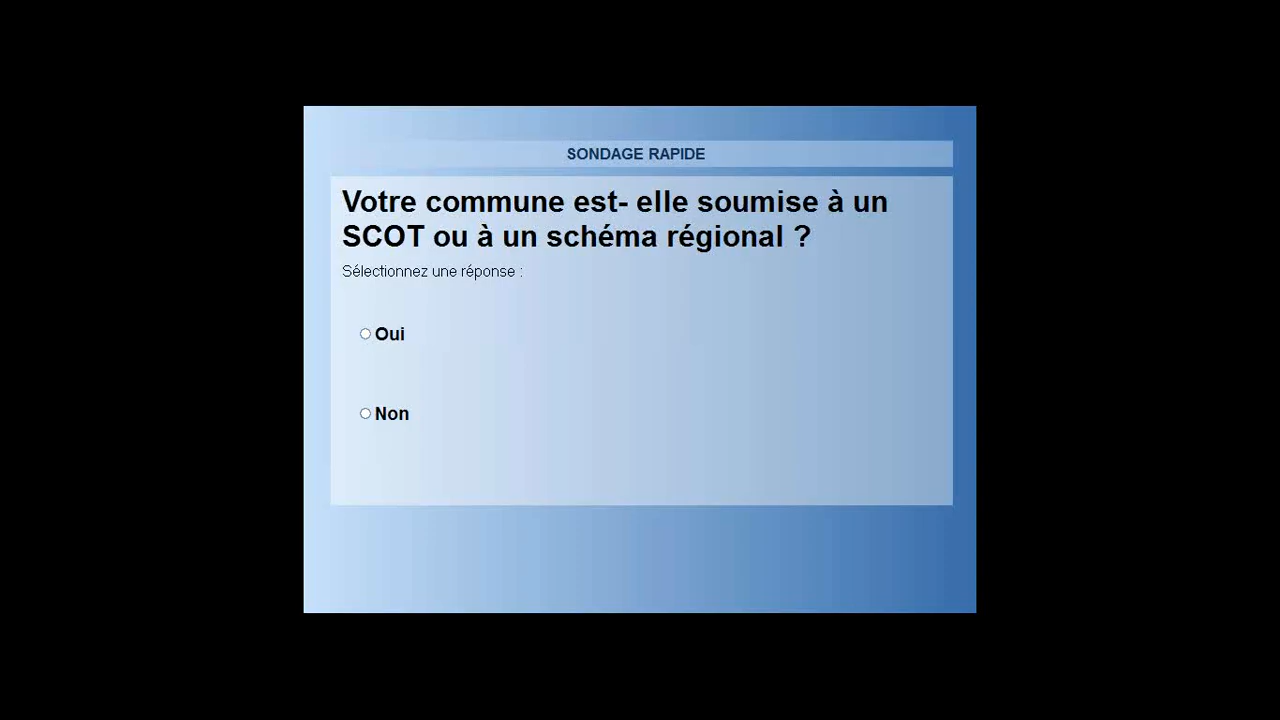 SONDAGE RAPIDE
Votre commune est- elle soumise à un
SCOT ou à un schéma régional ?
Sélectionnez une réponse :
Oui
Non